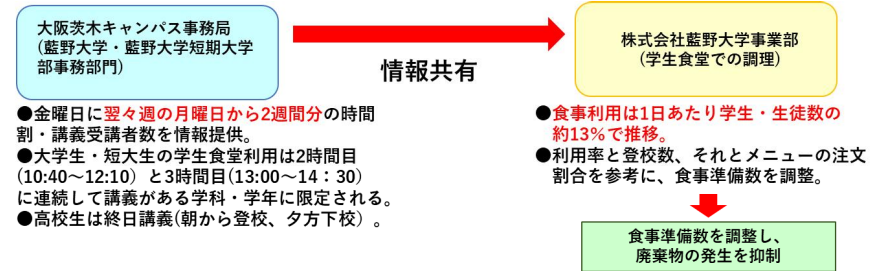 大阪茨木キャンパス事務局
(藍野大学・藍野大学短期大学
部事務部門)
情報共有
株式会社藍野大学事業部
(学生食堂での調理)
●金曜日に翌々週の月曜日から2週間分の時間
割・講義受講者数を情報提供。
●大学生・短大生の学生食堂利用は2時間目
(10:40～12:10) と3時間目(13:00～14：30)
に連続して講義がある学科・学年に限定される。
●高校生は終日講義(朝から登校、夕方下校）。
●食事利用は1日あたり学生・生徒数の
約13%で推移。
●利用率と登校数、それとメニューの注文
割合を参考に、食事準備数を調整。
食事準備数を調整し、
廃棄物の発生を抑制